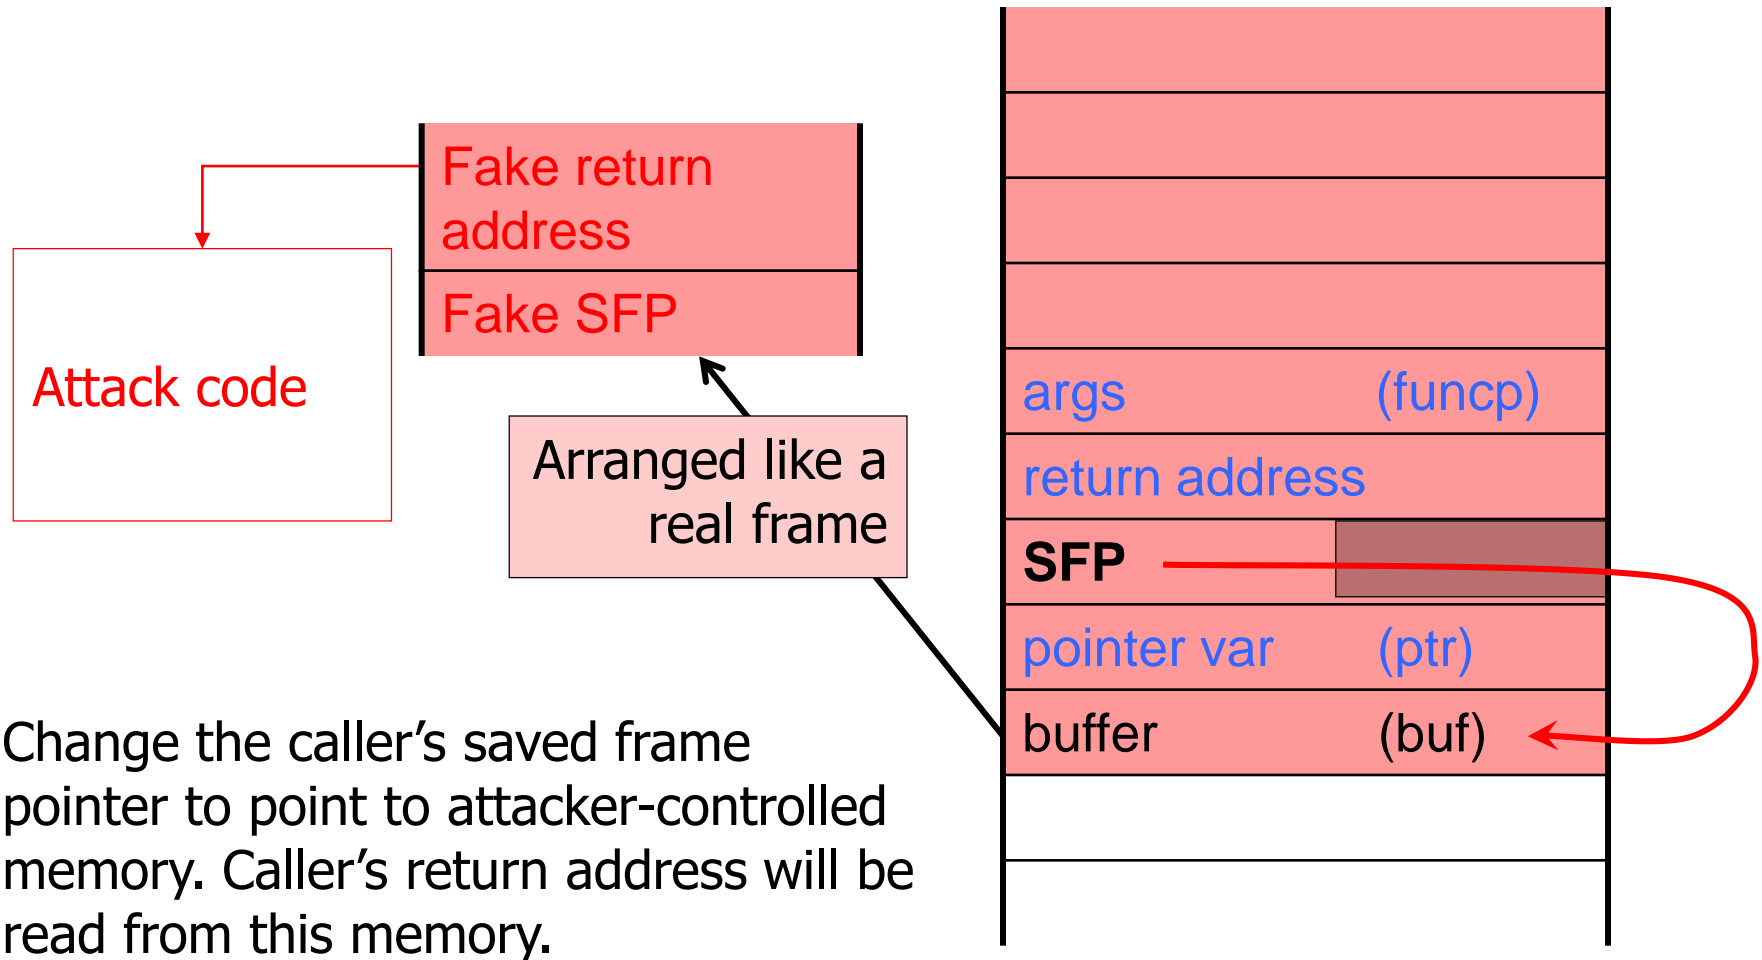 Fake return
address
Fake SFP
Attack code
Arranged like a
real frame
args (funcp)
return address
SFP
pointer var (ptr)
buffer (buf)
Change the caller’s saved frame
pointer to point to attacker-controlled
memory. Caller’s return address will be
read from this memory.